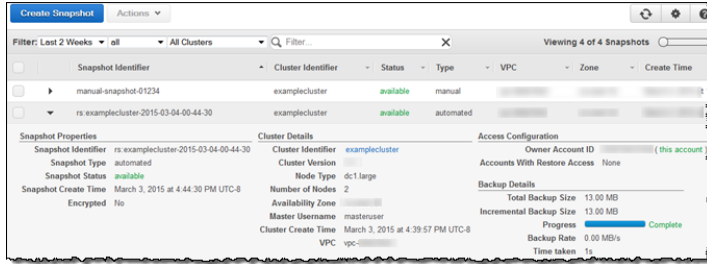 Create Snapshot Actions
Filter: Last 2 Weeks all All Clusters Filter... X Viewing 4 of 4 Snapshots
Snapshot Identifier Cluster Identifier Status Type VPC Zone Create Time
manual-snapshot-01234 examplecluster available manual
rs:examplecluster-2015-03-04-00-44-30 examplecluster available automated
Snapshot Properties Cluster Details Access Configuration
Snapshot Identifier rs:examplecluster-2015-03-04-00-44-30 Cluster Identifier examplecluster Owner Account ID ( this account )
Snapshot Type automated Cluster Version Accounts With Restore Access None
Snapshot Status available Node Type dc1.large
Snapshot Create Time March 3, 2015 at 4:44:30 PM UTC-8 Number of Nodes 2 Backup Details
Encrypted No Availability Zone Total Backup Size 13.00 MB
Master Username masteruser Incremental Backup Size 13.00 MB
Cluster Create Time March 3, 2015 at 4:39:57 PM UTC-8 Progress Complete
VPC vpc- Backup Rate 0.00 MB/s
Time taken 1s